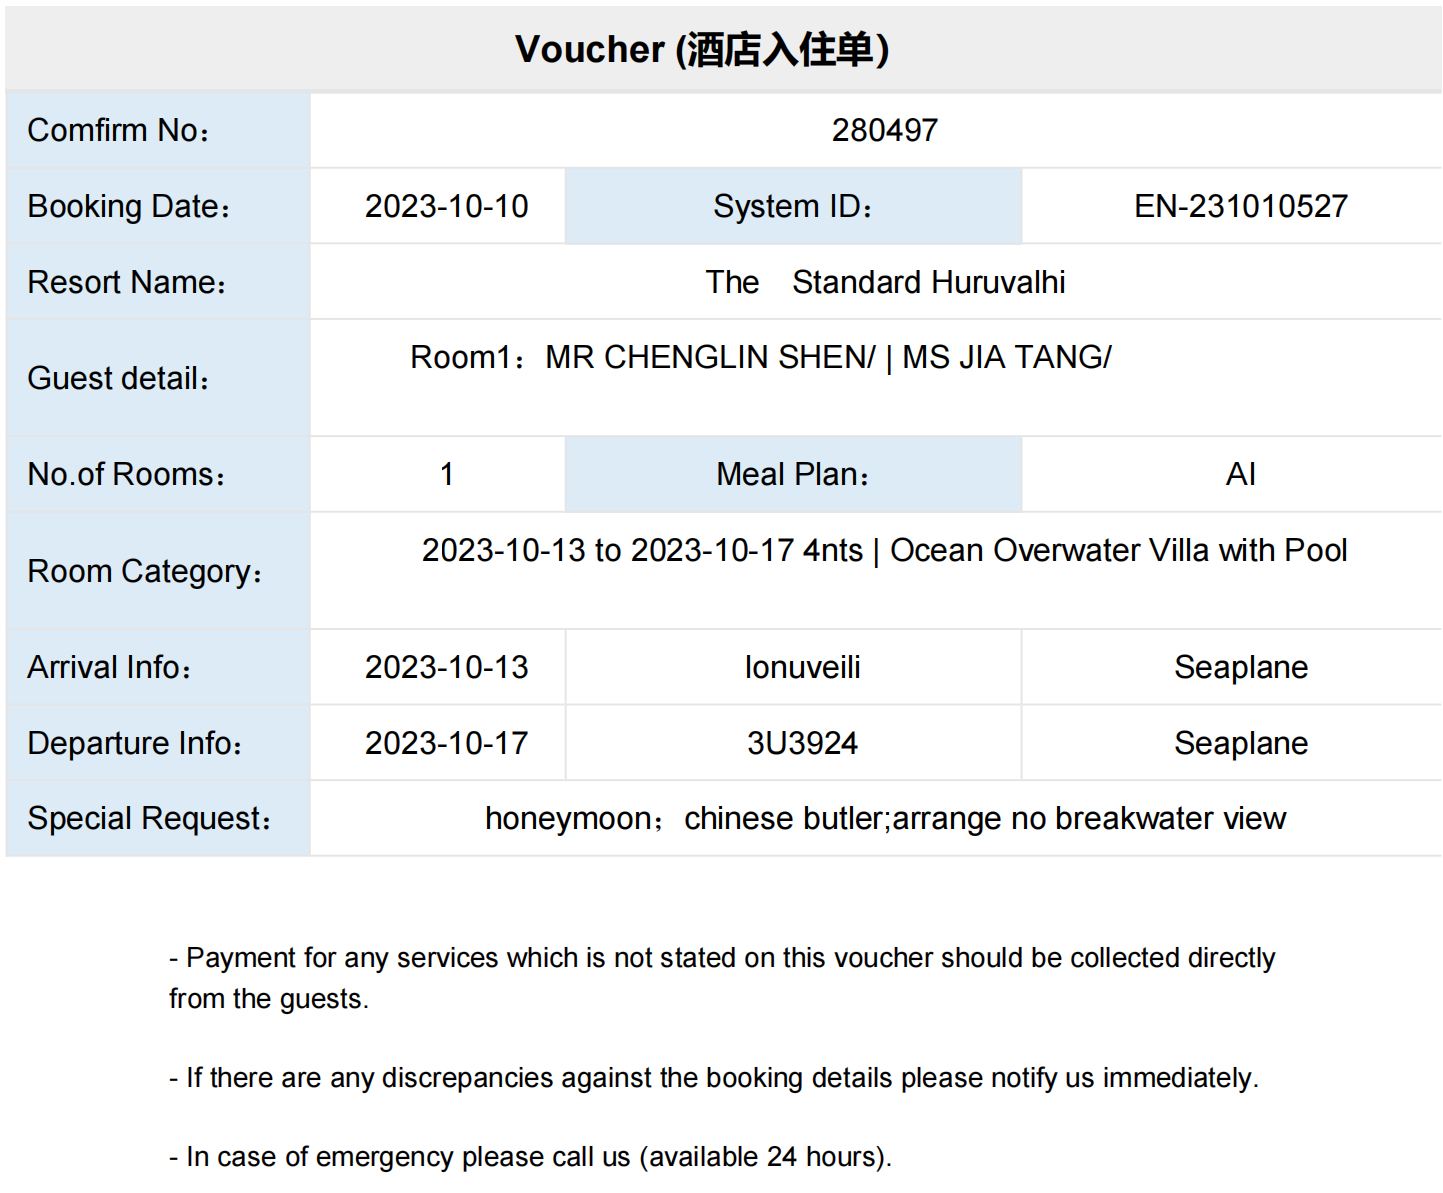 Voucher (酒店入住单)
Comfirm No： 280497
Booking Date： 2023-10-10 System ID： EN-231010527
Resort Name： The Standard Huruvalhi
Guest detail： Room1：MR CHENGLIN SHEN/ | MS JIA TANG/
No.of Rooms： 1 Meal Plan： AI
Room Category： 2023-10-13 to 2023-10-17 4nts | Ocean Overwater Villa with Pool
Arrival Info： 2023-10-13 lonuveili Seaplane
Departure Info： 2023-10-17 3U3924 Seaplane
Special Request： honeymoon；chinese butler;arrange no breakwater view
- Payment for any services which is not stated on this voucher should be collected directly
from the guests.
- If there are any discrepancies against the booking details please notify us immediately.
- In case of emergency please call us (available 24 hours).